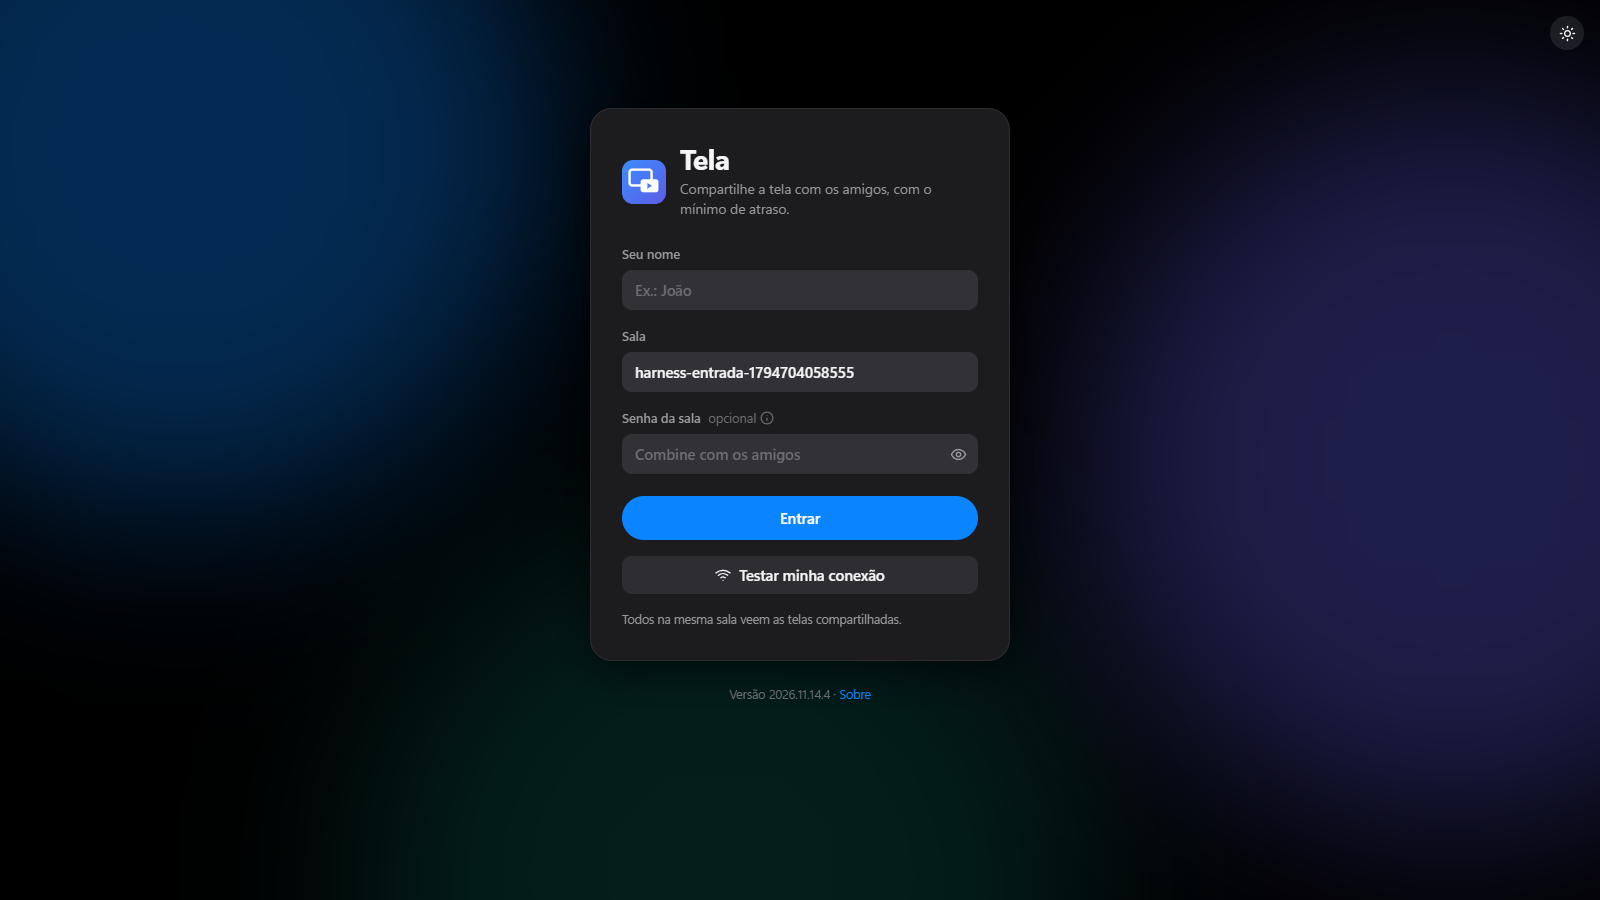 Tela
Compartilhe a tela com os amigos, com o
mínimo de atraso.
Seu nome
Ex.: João
Sala
harness-entrada-1794704058555
Senha da sala opcional
Combine com os amigos
Entrar
Testar minha conexão
Todos na mesma sala veem as telas compartilhadas.
Versão 2026.11.14.4 · Sobre